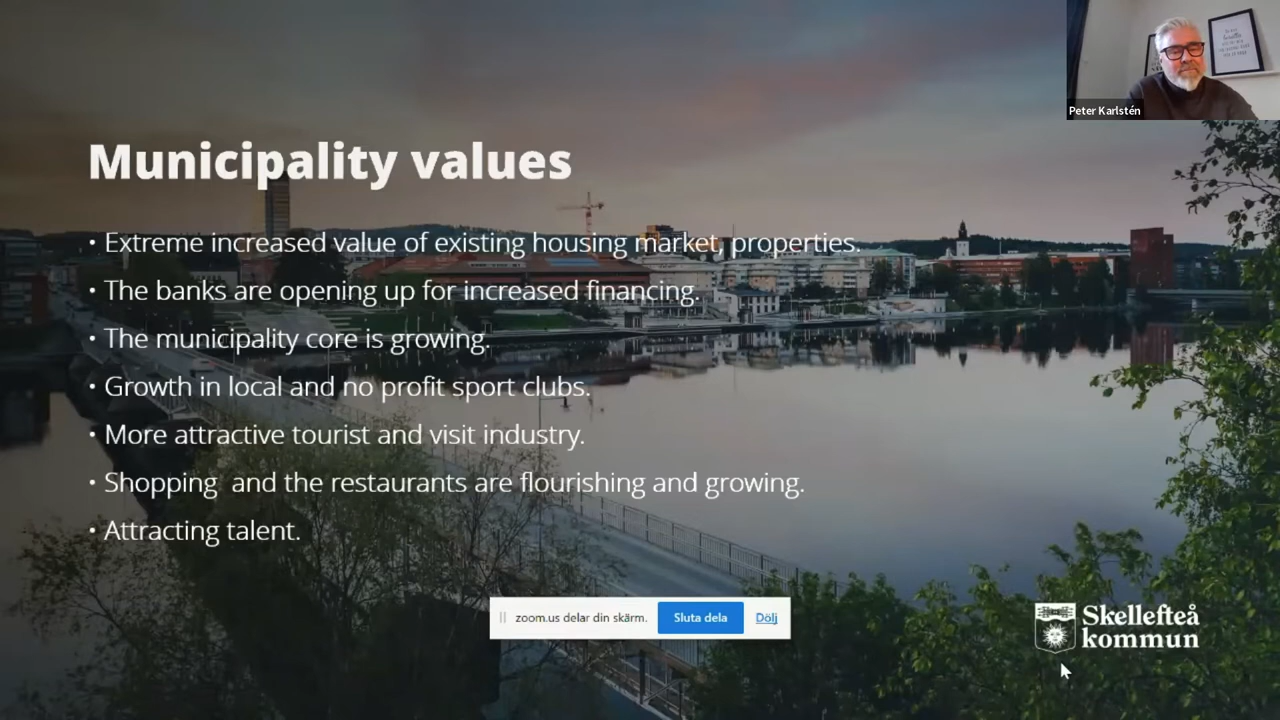 Peter Karlstén
Municipality values
• Extreme increased value of existing housing market, properties.
• The banks are opening up for increased financing.
• The municipality core is growing.
• Growth in local and no profit sport clubs.
• More attractive tourist and visit industry.
• Shopping  and the restaurants are flourishing and growing.
• Attracting talent.
zoom.us delar din skärm. Sluta dela Dölj
Skellefteå
kommun